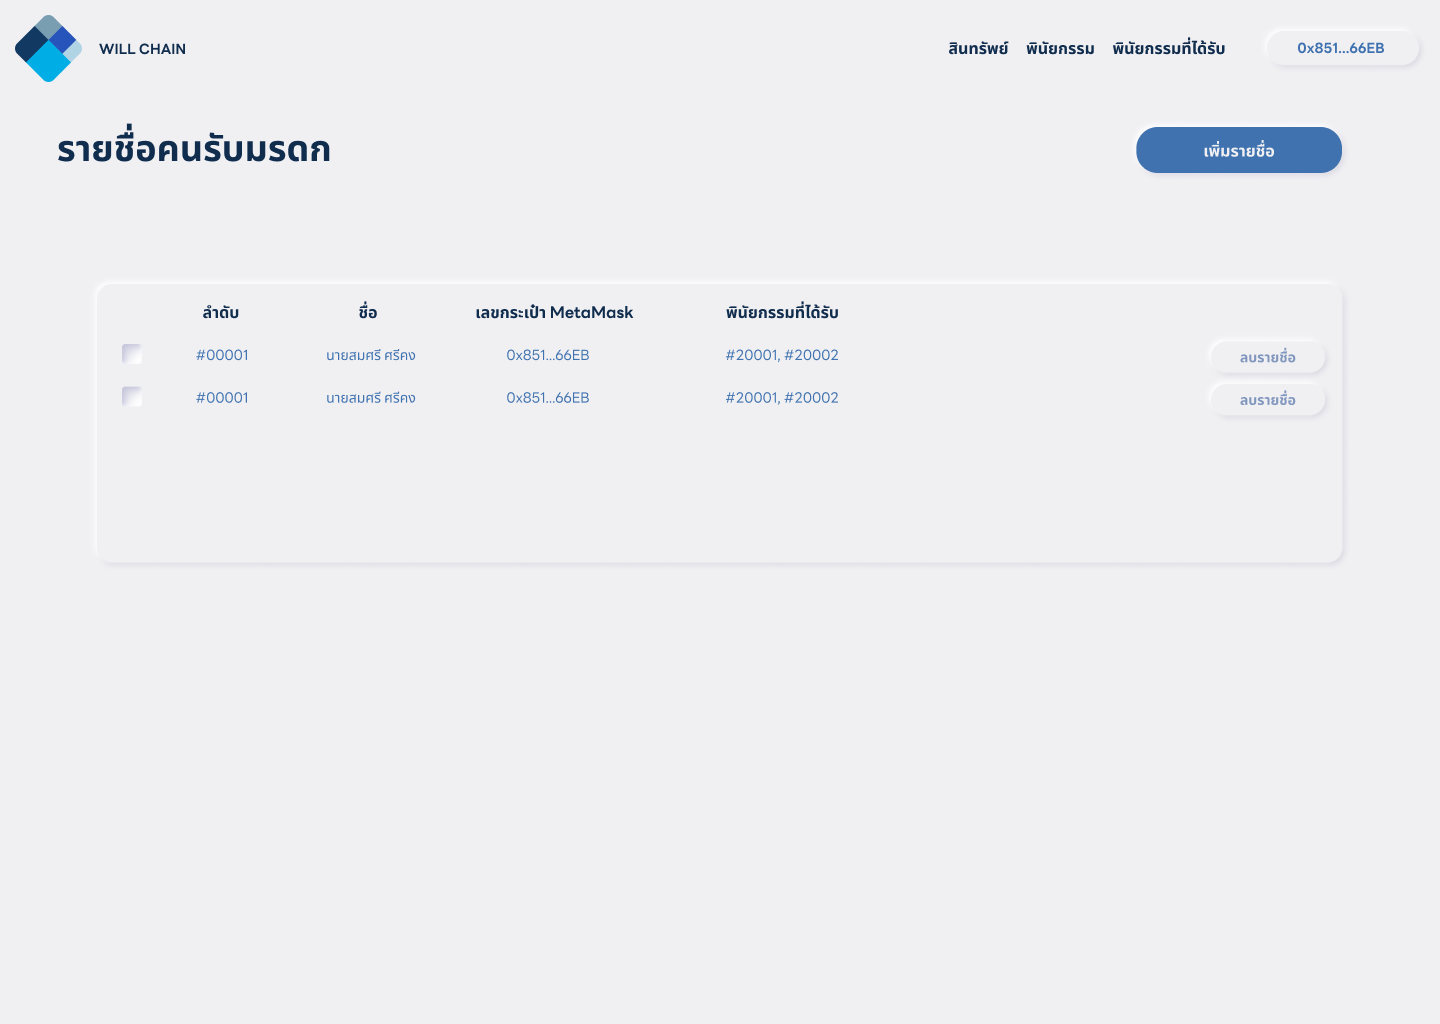 WILL CHAIN
สินทรัพย์ พินัยกรรม พินัยกรรมที่ได้รับ 0x851...66EB
รายชื่อคนรับมรดก
เพิ่มรายชื่อ
ลำดับ ชื่อ เลขกระเป๋า MetaMask พินัยกรรมที่ได้รับ
#00001 นายสมศรี ศรีคง 0x851...66EB #20001, #20002 ลบรายชื่อ
#00001 นายสมศรี ศรีคง 0x851...66EB #20001, #20002 ลบรายชื่อ